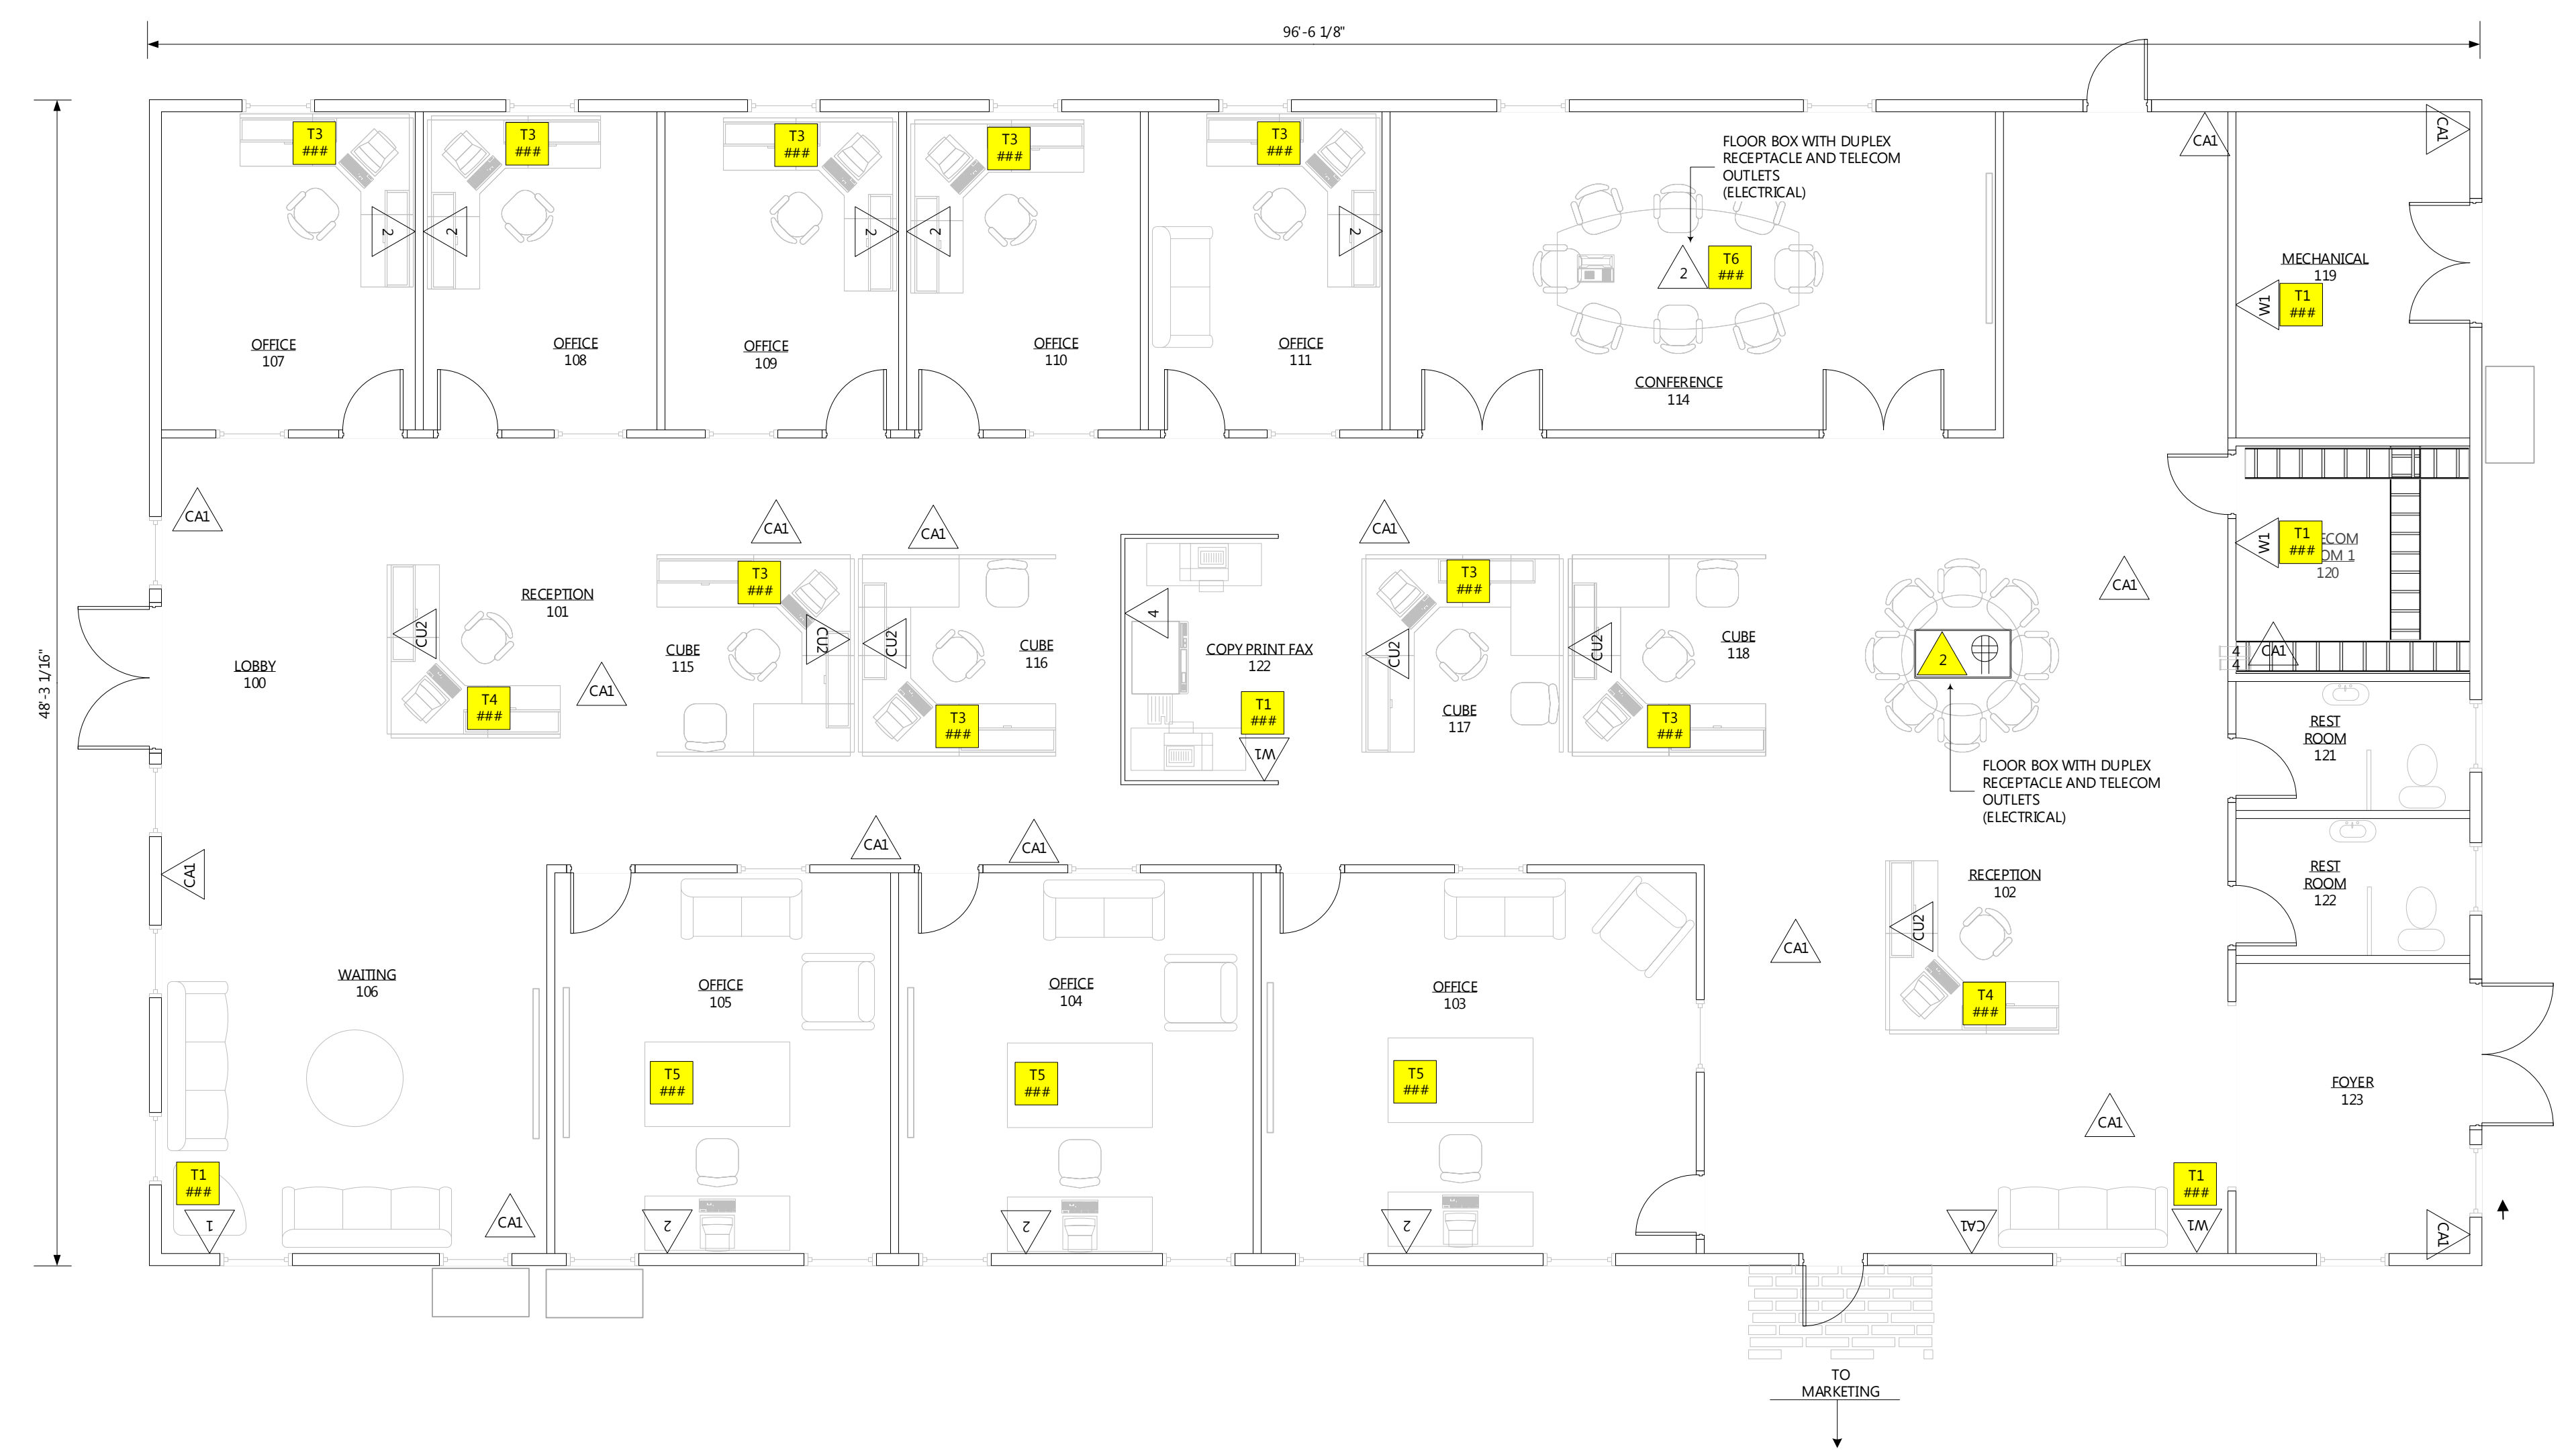 96'-6 1/8"
48'-3 1/16"
T3
###
T3
###
T3
###
T3
###
T3
###
2
2
2
2
2
OFFICE
107
OFFICE
108
OFFICE
109
OFFICE
110
OFFICE
111
FLOOR BOX WITH DUPLEX
RECEPTACLE AND TELECOM
OUTLETS
(ELECTRICAL)
2
T6
###
CONFERENCE
114
CA1
CA1
MECHANICAL
119
W1
T1
###
CA1
CA1
CA1
CA1
CA1
W1
T1
###
ECOM
OM 1
120
4
4
CA1
LOBBY
100
RECEPTION
101
CU2
T4
###
CA1
T3
###
CUBE
115
CU2
CU2
CUBE
116
T3
###
4
COPY PRINT FAX
122
T1
###
W1
T3
###
CU2
CUBE
117
CU2
CUBE
118
T3
###
2
FLOOR BOX WITH DUPLEX
RECEPTACLE AND TELECOM
OUTLETS
(ELECTRICAL)
REST
ROOM
121
REST
ROOM
122
CA1
CA1
CA1
WAITING
106
T1
###
1
CA1
OFFICE
105
T5
###
2
OFFICE
104
T5
###
2
OFFICE
103
T5
###
2
CA1
RECEPTION
102
CU2
T4
###
CA1
CA1
T1
###
W1
FOYER
123
CA1
TO
MARKETING